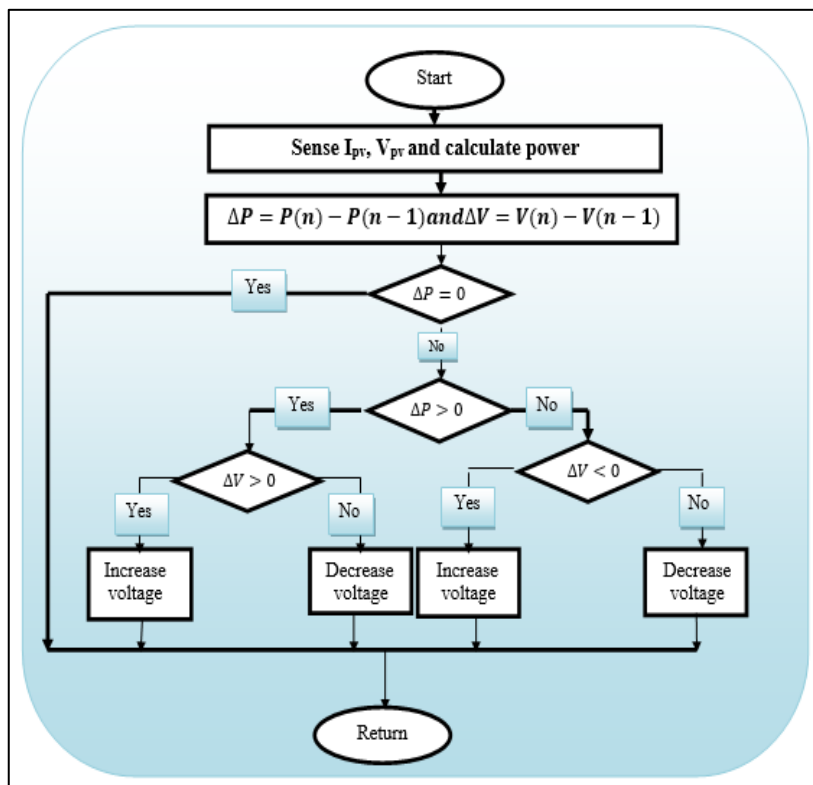 Start
Sense Ipv, Vpv and calculate power
ΔP = P(n) − P(n − 1)andΔV = V(n) − V(n − 1)
Yes
ΔP = 0
No
Yes
ΔP > 0
No
ΔV > 0
ΔV < 0
Yes
No
Yes
No
Increase
voltage
Decrease
voltage
Increase
voltage
Decrease
voltage
Return